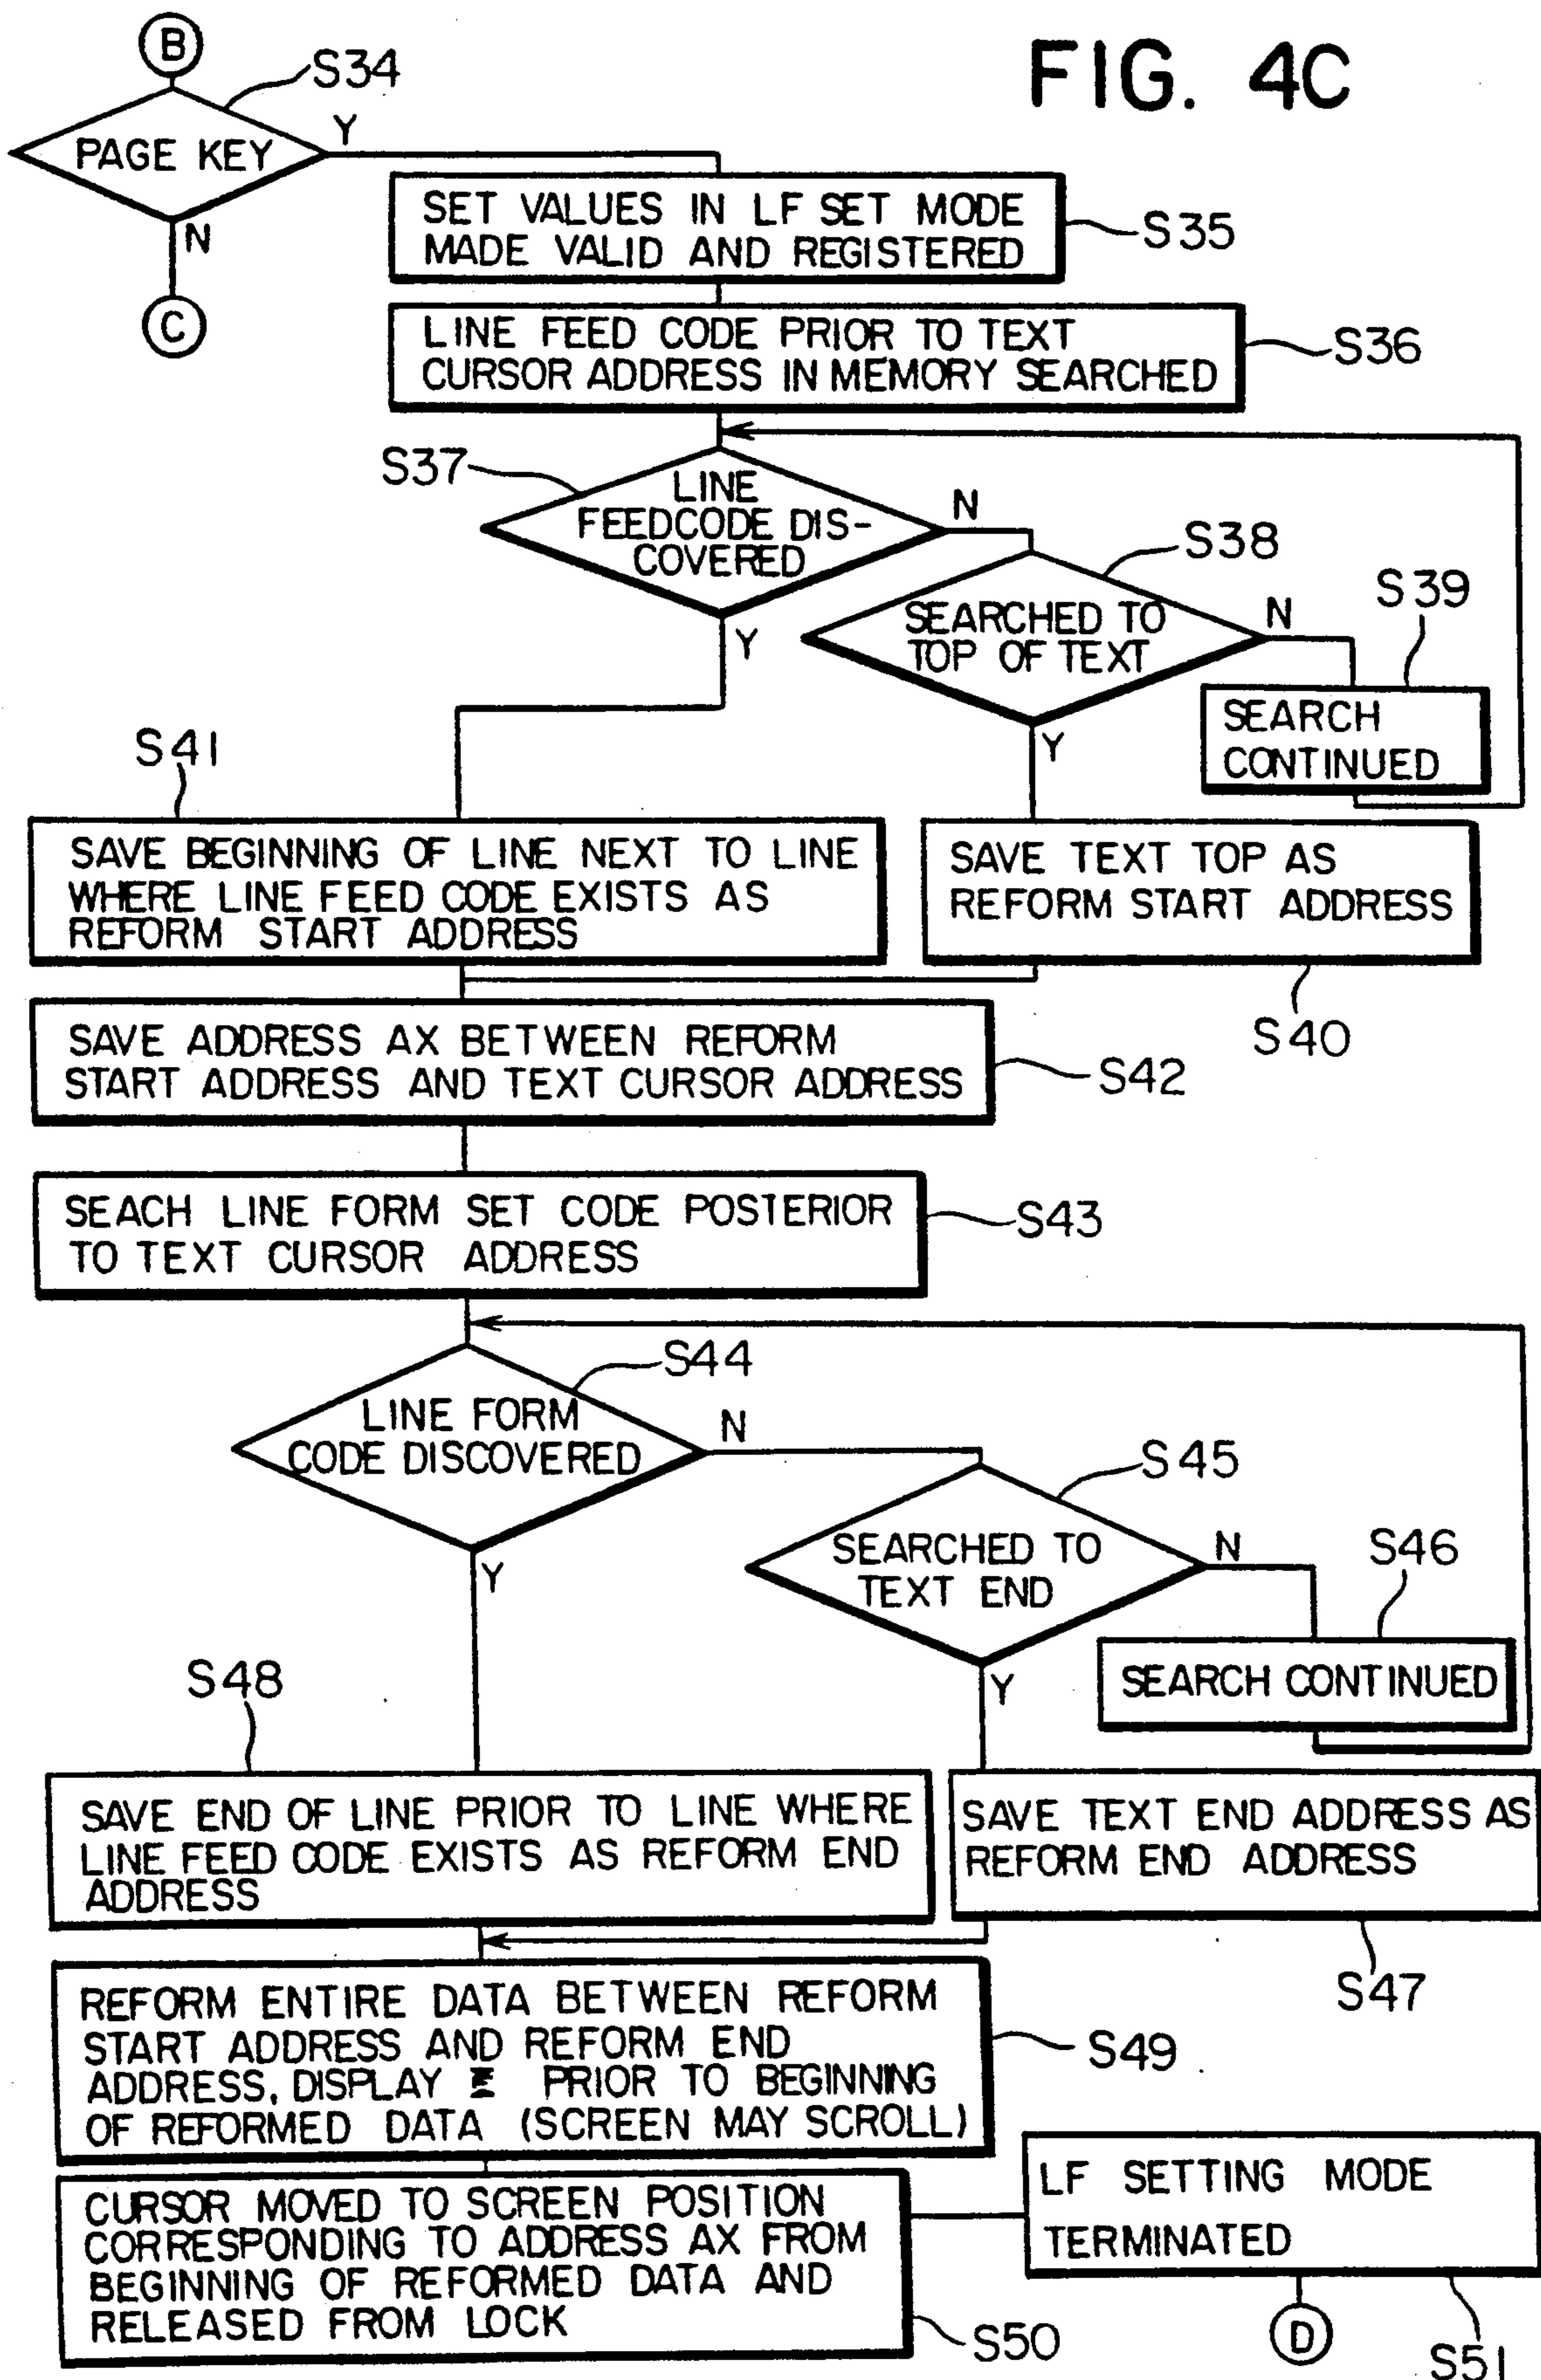 FIG. 4C
B
S34
PAGE KEY
Y
N
C
SET VALUES IN LF SET MODE
MADE VALID AND REGISTERED
S35
LINE FEED CODE PRIOR TO TEXT
CURSOR ADDRESS IN MEMORY SEARCHED
S36
S37
LINE
FEEDCODE DIS-
COVERED
N
Y
S38
SEARCHED TO
TOP OF TEXT
N
Y
S39
SEARCH
CONTINUED
S41
SAVE BEGINNING OF LINE NEXT TO LINE
WHERE LINE FEED CODE EXISTS AS
REFORM START ADDRESS
SAVE TEXT TOP AS
REFORM START ADDRESS
S40
SAVE ADDRESS AX BETWEEN REFORM
START ADDRESS AND TEXT CURSOR ADDRESS
S42
SEACH LINE FORM SET CODE POSTERIOR
TO TEXT CURSOR ADDRESS
S43
S44
LINE FORM
CODE DISCOVERED
N
Y
S45
SEARCHED TO
TEXT END
N
Y
S46
SEARCH CONTINUED
S48
SAVE END OF LINE PRIOR TO LINE WHERE
LINE FEED CODE EXISTS AS REFORM END
ADDRESS
SAVE TEXT END ADDRESS AS
REFORM END ADDRESS
S47
REFORM ENTIRE DATA BETWEEN REFORM
START ADDRESS AND REFORM END
ADDRESS, DISPLAY PRIOR TO BEGINNING
OF REFORMED DATA (SCREEN MAY SCROLL)
S49
CURSOR MOVED TO SCREEN POSITION
CORRESPONDING TO ADDRESS AX FROM
BEGINNING OF REFORMED DATA AND
RELEASED FROM LOCK
S50
LF SETTING MODE
TERMINATED
D
S51